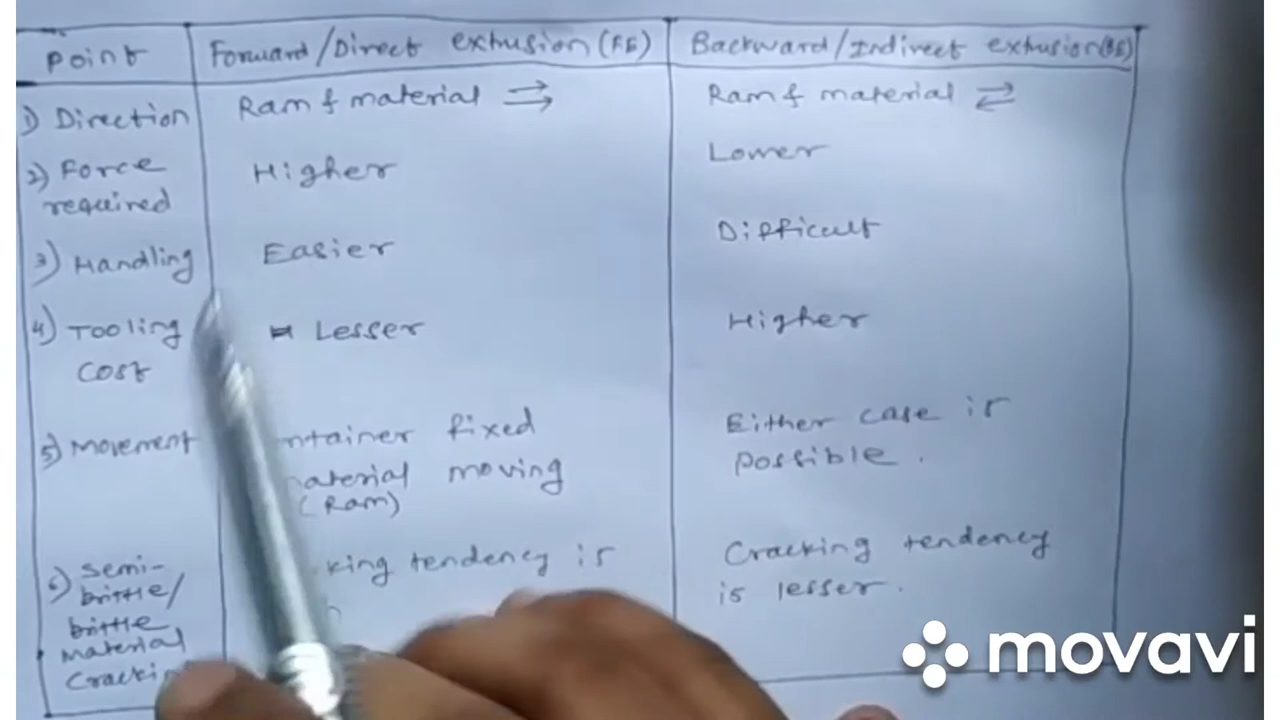 Point Forward/Direct extrusion (FE) Backward/Indirect extrusion (BE)
1) Direction Ram & material ⇉ Ram & material ⇄
2) Force required Higher Lower
3) Handling Easier Difficult
4) Tooling cost Lesser Higher
5) Movement ntainer fixed Either case is
material moving possible.
(Ram)
6) Semi- king tendency is Cracking tendency
brittle/ is lesser.
brittle
material
Cracki
movavi